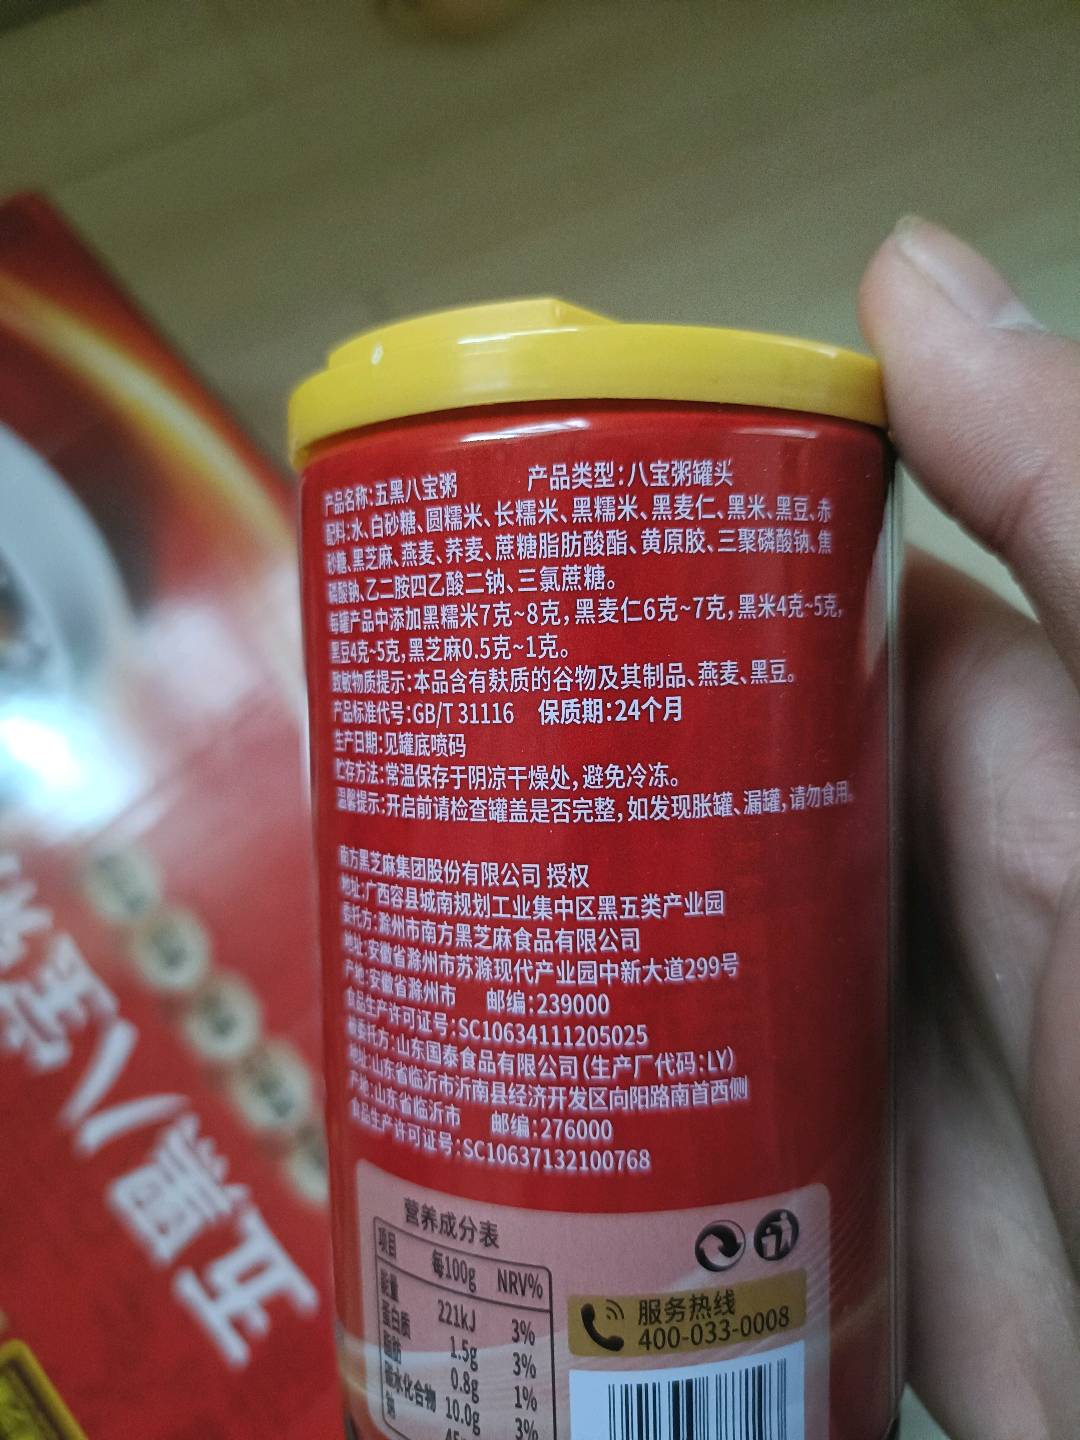 产品名称:五黑八宝粥 产品类型:八宝粥罐头
配料:水、白砂糖、圆糯米、长糯米、黑糯米、黑麦仁、黑米、黑豆、赤
砂糖、黑芝麻、燕麦、荞麦、蔗糖脂肪酸酯、黄原胶、三聚磷酸钠、焦
磷酸钠、乙二胺四乙酸二钠、三氯蔗糖。
每罐产品中添加黑糯米7克~8克,黑麦仁6克~7克,黑米4克~5克,
黑豆4克~5克,黑芝麻0.5克~1克。
致敏物质提示:本品含有麸质的谷物及其制品、燕麦、黑豆。
产品标准代号:GB/T 31116 保质期:24个月
生产日期:见罐底喷码
贮存方法:常温保存于阴凉干燥处,避免冷冻。
温馨提示:开启前请检查罐盖是否完整,如发现胀罐、漏罐,请勿食用。
南方黑芝麻集团股份有限公司 授权
地址:广西容县城南规划工业集中区黑五类产业园
委托方:滁州市南方黑芝麻食品有限公司
地址:安徽省滁州市苏滁现代产业园中新大道299号
产地:安徽省滁州市 邮编:239000
食品生产许可证号:SC10634111205025
被委托方:山东国泰食品有限公司(生产厂代码:LY)
地址:山东省临沂市沂南县经济开发区向阳路南首西侧
产地:山东省临沂市 邮编:276000
食品生产许可证号:SC10637132100768
营养成分表
项目 每100g NRV%
能量 221kJ 3%
蛋白质 1.5g 3%
脂肪 0.8g 1%
碳水化合物 10.0g 3%
钠
服务热线
400-033-0008
五黑八宝粥